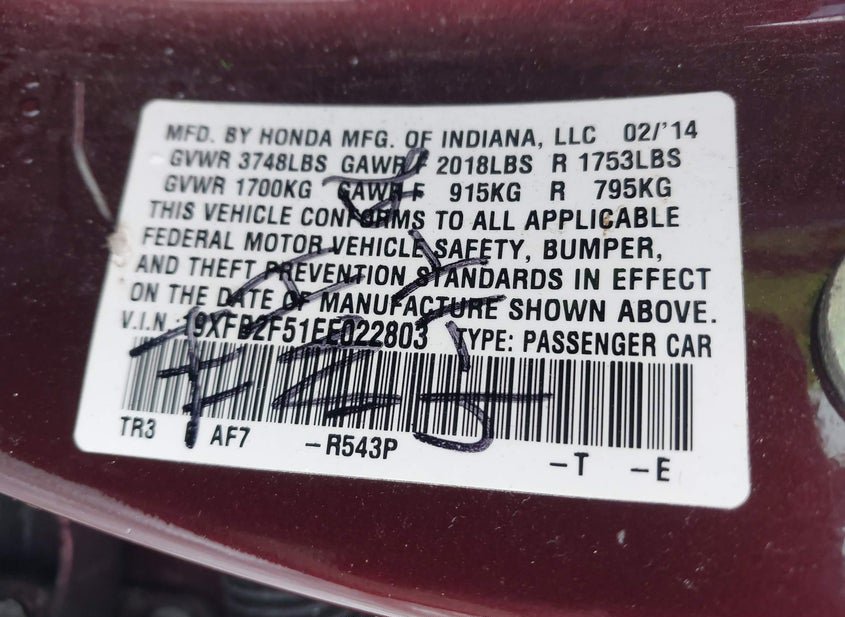 MFD. BY HONDA MFG. OF INDIANA, LLC 02/'14
GVWR 3748LBS GAWR F 2018LBS R 1753LBS
GVWR 1700KG GAWR F 915KG R 795KG
THIS VEHICLE CONFORMS TO ALL APPLICABLE
FEDERAL MOTOR VEHICLE SAFETY, BUMPER,
AND THEFT PREVENTION STANDARDS IN EFFECT
ON THE DATE OF MANUFACTURE SHOWN ABOVE.
V.I.N. 19XFB2F51EE022803 TYPE: PASSENGER CAR
TR3 AF7 -R543P -T -E